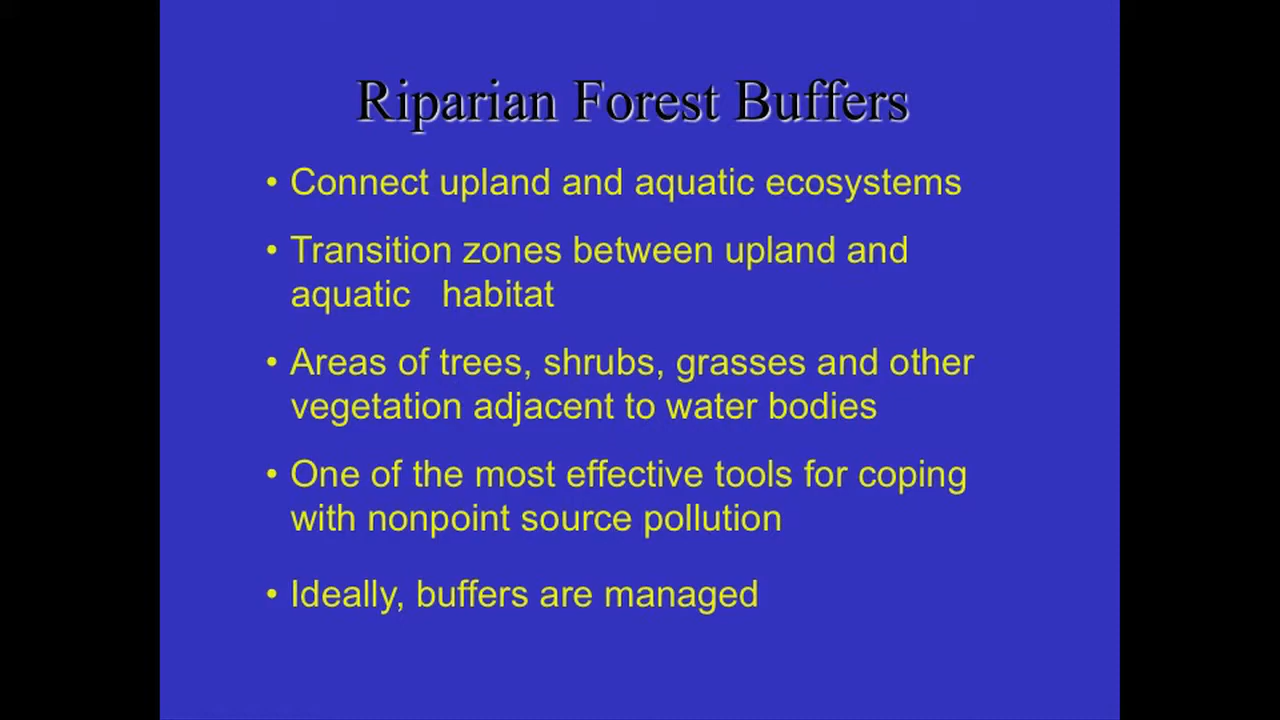 Riparian Forest Buffers
• Connect upland and aquatic ecosystems
• Transition zones between upland and
aquatic   habitat
• Areas of trees, shrubs, grasses and other
vegetation adjacent to water bodies
• One of the most effective tools for coping
with nonpoint source pollution
• Ideally, buffers are managed